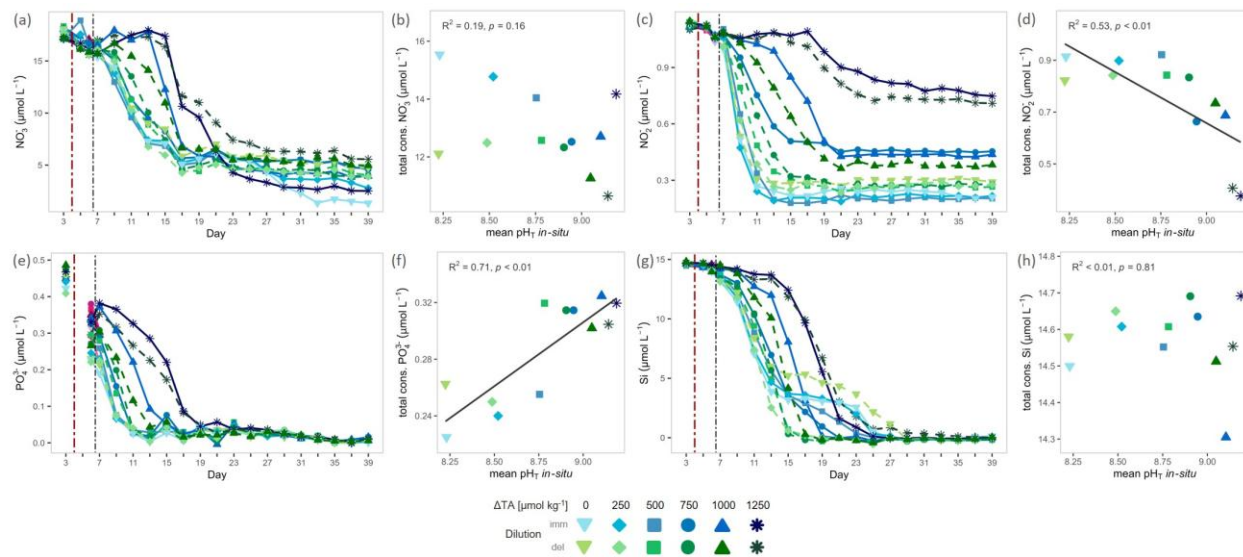 (a)
NO₃⁻ (μmol L⁻¹)
15
10
5
3 7 11 15 19 23 27 31 35 39
Day
(b)
R² = 0.19, p = 0.16
total cons. NO₃⁻ (μmol L⁻¹)
16
14
12
8.25 8.50 8.75 9.00
mean pH_T in-situ
(c)
NO₂⁻ (μmol L⁻¹)
1.2
0.9
0.6
0.3
0.0
3 7 11 15 19 23 27 31 35 39
Day
(d)
R² = 0.53, p < 0.01
total cons. NO₂⁻ (μmol L⁻¹)
0.9
0.7
0.5
8.25 8.50 8.75 9.00
mean pH_T in-situ
(e)
PO₄³⁻ (μmol L⁻¹)
0.5
0.4
0.3
0.2
0.1
0.0
3 7 11 15 19 23 27 31 35 39
Day
(f)
R² = 0.71, p < 0.01
total cons. PO₄³⁻ (μmol L⁻¹)
0.32
0.28
0.24
8.25 8.50 8.75 9.00
mean pH_T in-situ
(g)
Si (μmol L⁻¹)
15
10
5
0
3 7 11 15 19 23 27 31 35 39
Day
(h)
R² < 0.01, p = 0.81
total cons. Si (μmol L⁻¹)
14.8
14.7
14.6
14.5
14.4
14.3
8.25 8.50 8.75 9.00
mean pH_T in-situ
ΔTA [μmol kg⁻¹] 0 250 500 750 1000 1250
Dilution
imm
del